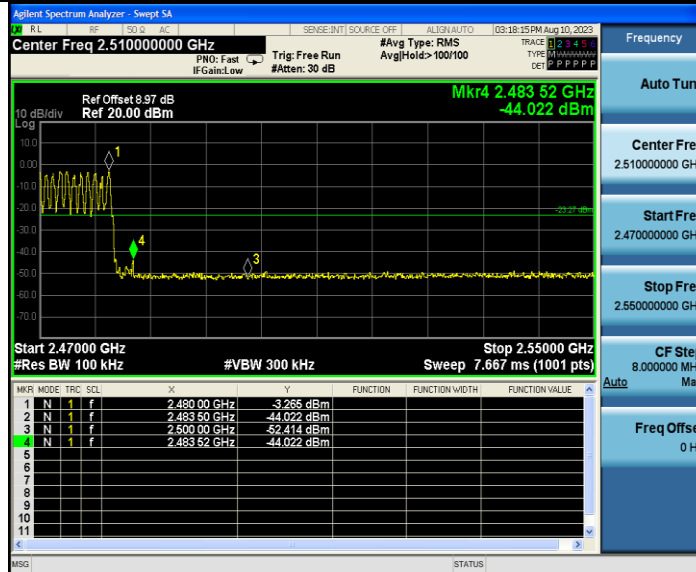 Agilent Spectrum Analyzer - Swept SA
RL RF 50 Ω AC SENSE:INT SOURCE OFF ALIGNAUTO 03:18:15 PM Aug 10, 2023
Center Freq 2.510000000 GHz
PNO: Fast
IFGain:Low
Trig: Free Run
#Atten: 30 dB
#Avg Type: RMS
Avg|Hold:> 100/100
TRACE 1 2 3 4 5 6
TYPE
DET P P P P P P
Mkr4 2.483 52 GHz
-44.022 dBm
Ref Offset 8.97 dB
10 dB/div Ref 20.00 dBm
Log
10.0
0.00
-10.0
-20.0
-30.0
-40.0
-50.0
-60.0
-70.0
1
4
3
-23.27 dBm
Start 2.47000 GHz Stop 2.55000 GHz
#Res BW 100 kHz #VBW 300 kHz Sweep 7.667 ms (1001 pts)
MKR MODE TRC SCL X Y FUNCTION FUNCTION WIDTH FUNCTION VALUE
1 N 1 f 2.480 00 GHz -3.265 dBm
2 N 1 f 2.483 50 GHz -44.022 dBm
3 N 1 f 2.500 00 GHz -52.414 dBm
4 N 1 f 2.483 52 GHz -44.022 dBm
5
6
7
8
9
10
11
MSG STATUS
Frequency
Auto Tun
Center Fre
2.510000000 GH
Start Fre
2.470000000 GH
Stop Fre
2.550000000 GH
CF Ste
8.000000 MH
Auto Ma
Freq Offse
0 H